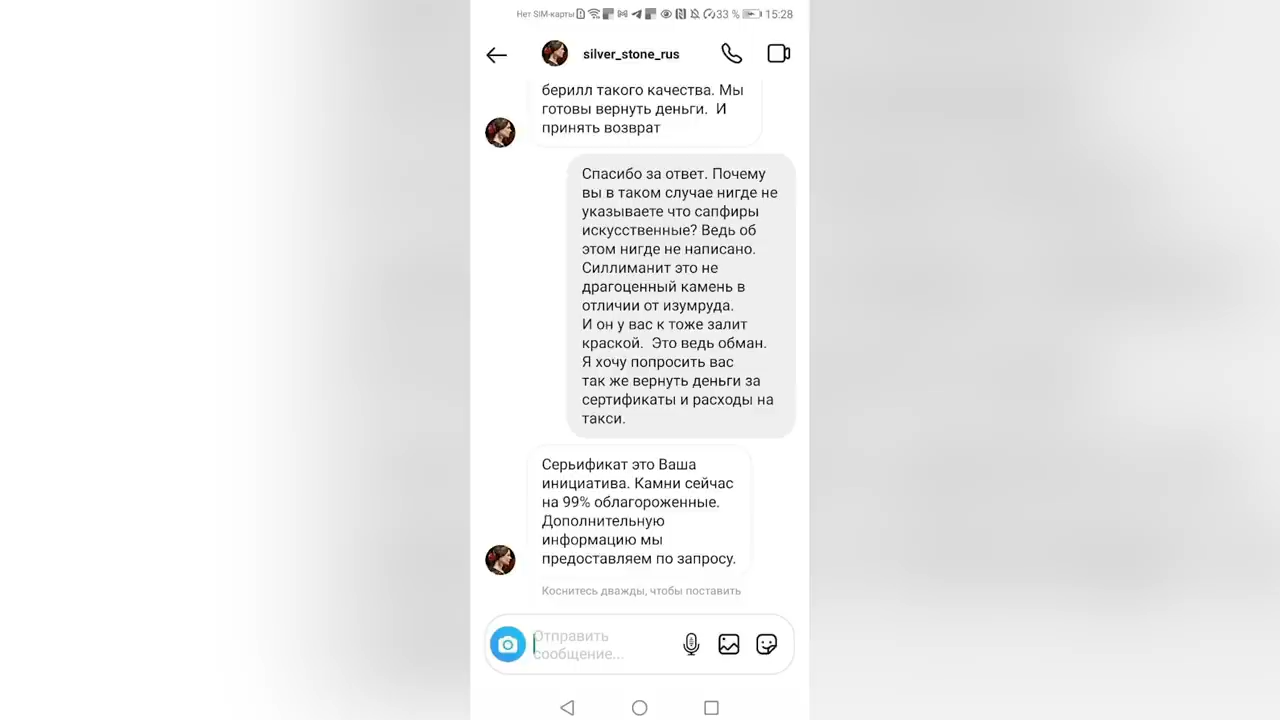 Нет SIM-карты 33 % 15:28
silver_stone_rus
берилл такого качества. Мы
готовы вернуть деньги. И
принять возврат
Спасибо за ответ. Почему
вы в таком случае нигде не
указываете что сапфиры
искусственные? Ведь об
этом нигде не написано.
Силлиманит это не
драгоценный камень в
отличии от изумруда.
И он у вас к тоже залит
краской. Это ведь обман.
Я хочу попросить вас
так же вернуть деньги за
сертификаты и расходы на
такси.
Серьификат это Ваша
инициатива. Камни сейчас
на 99% облагороженные.
Дополнительную
информацию мы
предоставляем по запросу.
Коснитесь дважды, чтобы поставить
Отправить
сообщение...